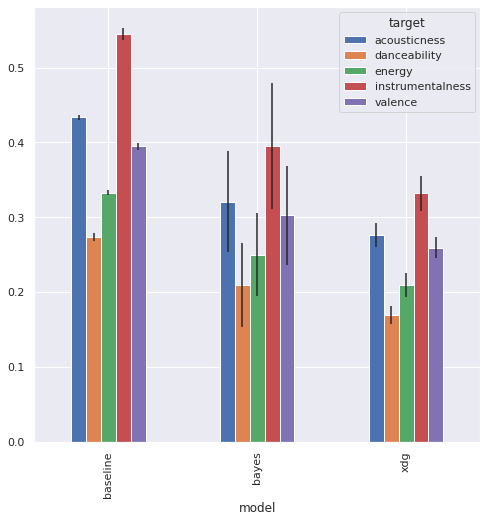 target
acousticness
danceability
energy
instrumentalness
valence
0.5
0.4
0.3
0.2
0.1
0.0
baseline
bayes
xdg
model